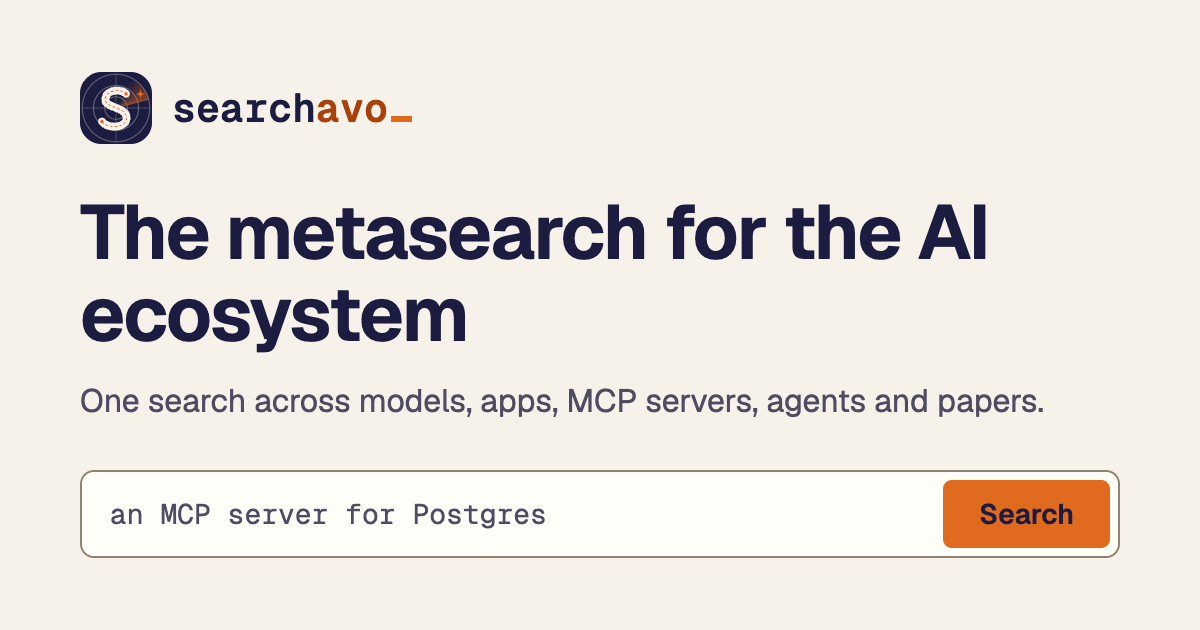 searchavo_
The metasearch for the AI
ecosystem
One search across models, apps, MCP servers, agents and papers.
an MCP server for Postgres
Search